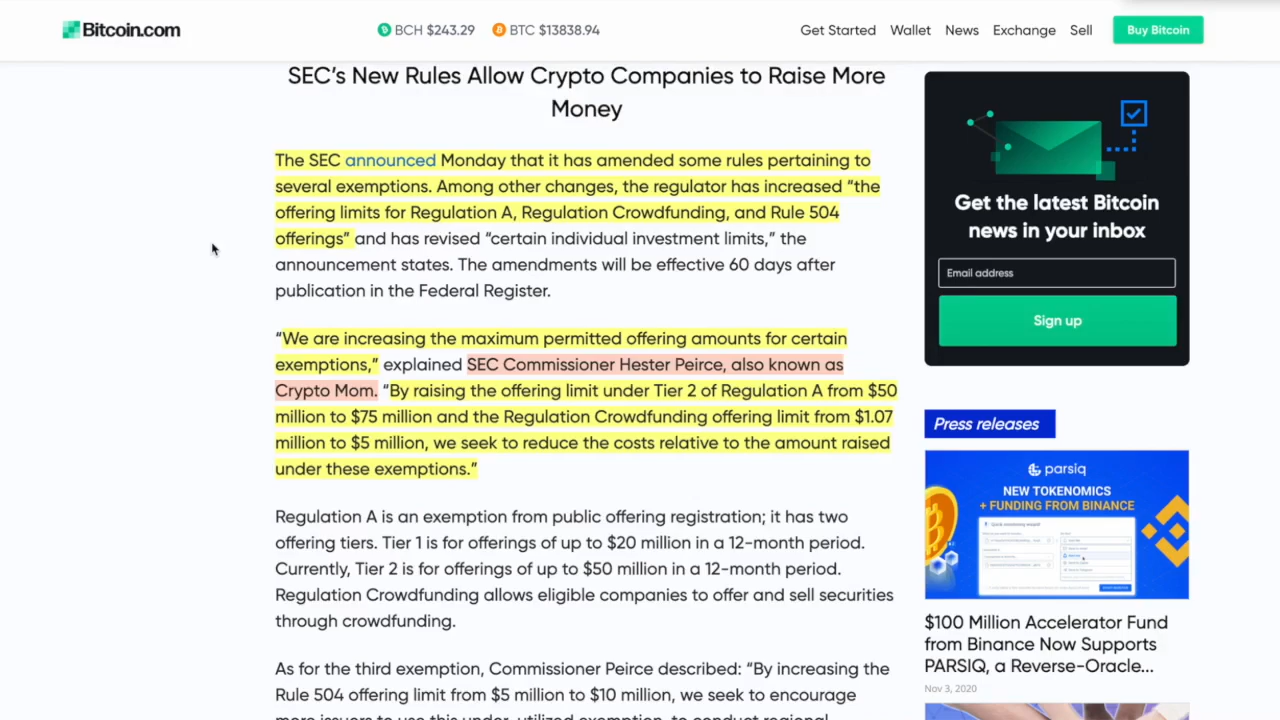 Bitcoin.com
BCH $243.29
BTC $13838.94
Get Started
Wallet
News
Exchange
Sell
Buy Bitcoin
SEC’s New Rules Allow Crypto Companies to Raise More
Money
The SEC announced Monday that it has amended some rules pertaining to
several exemptions. Among other changes, the regulator has increased “the
offering limits for Regulation A, Regulation Crowdfunding, and Rule 504
offerings” and has revised “certain individual investment limits,” the
announcement states. The amendments will be effective 60 days after
publication in the Federal Register.
“We are increasing the maximum permitted offering amounts for certain
exemptions,” explained SEC Commissioner Hester Peirce, also known as
Crypto Mom. “By raising the offering limit under Tier 2 of Regulation A from $50
million to $75 million and the Regulation Crowdfunding offering limit from $1.07
million to $5 million, we seek to reduce the costs relative to the amount raised
under these exemptions.”
Regulation A is an exemption from public offering registration; it has two
offering tiers. Tier 1 is for offerings of up to $20 million in a 12-month period.
Currently, Tier 2 is for offerings of up to $50 million in a 12-month period.
Regulation Crowdfunding allows eligible companies to offer and sell securities
through crowdfunding.
As for the third exemption, Commissioner Peirce described: “By increasing the
Rule 504 offering limit from $5 million to $10 million, we seek to encourage
more issuers to use this under-utilized exemption, to conduct regional
Get the latest Bitcoin
news in your inbox
Email address
Sign up
Press releases
parsiq
NEW TOKENOMICS
+ FUNDING FROM BINANCE
$100 Million Accelerator Fund
from Binance Now Supports
PARSIQ, a Reverse-Oracle...
Nov 3, 2020